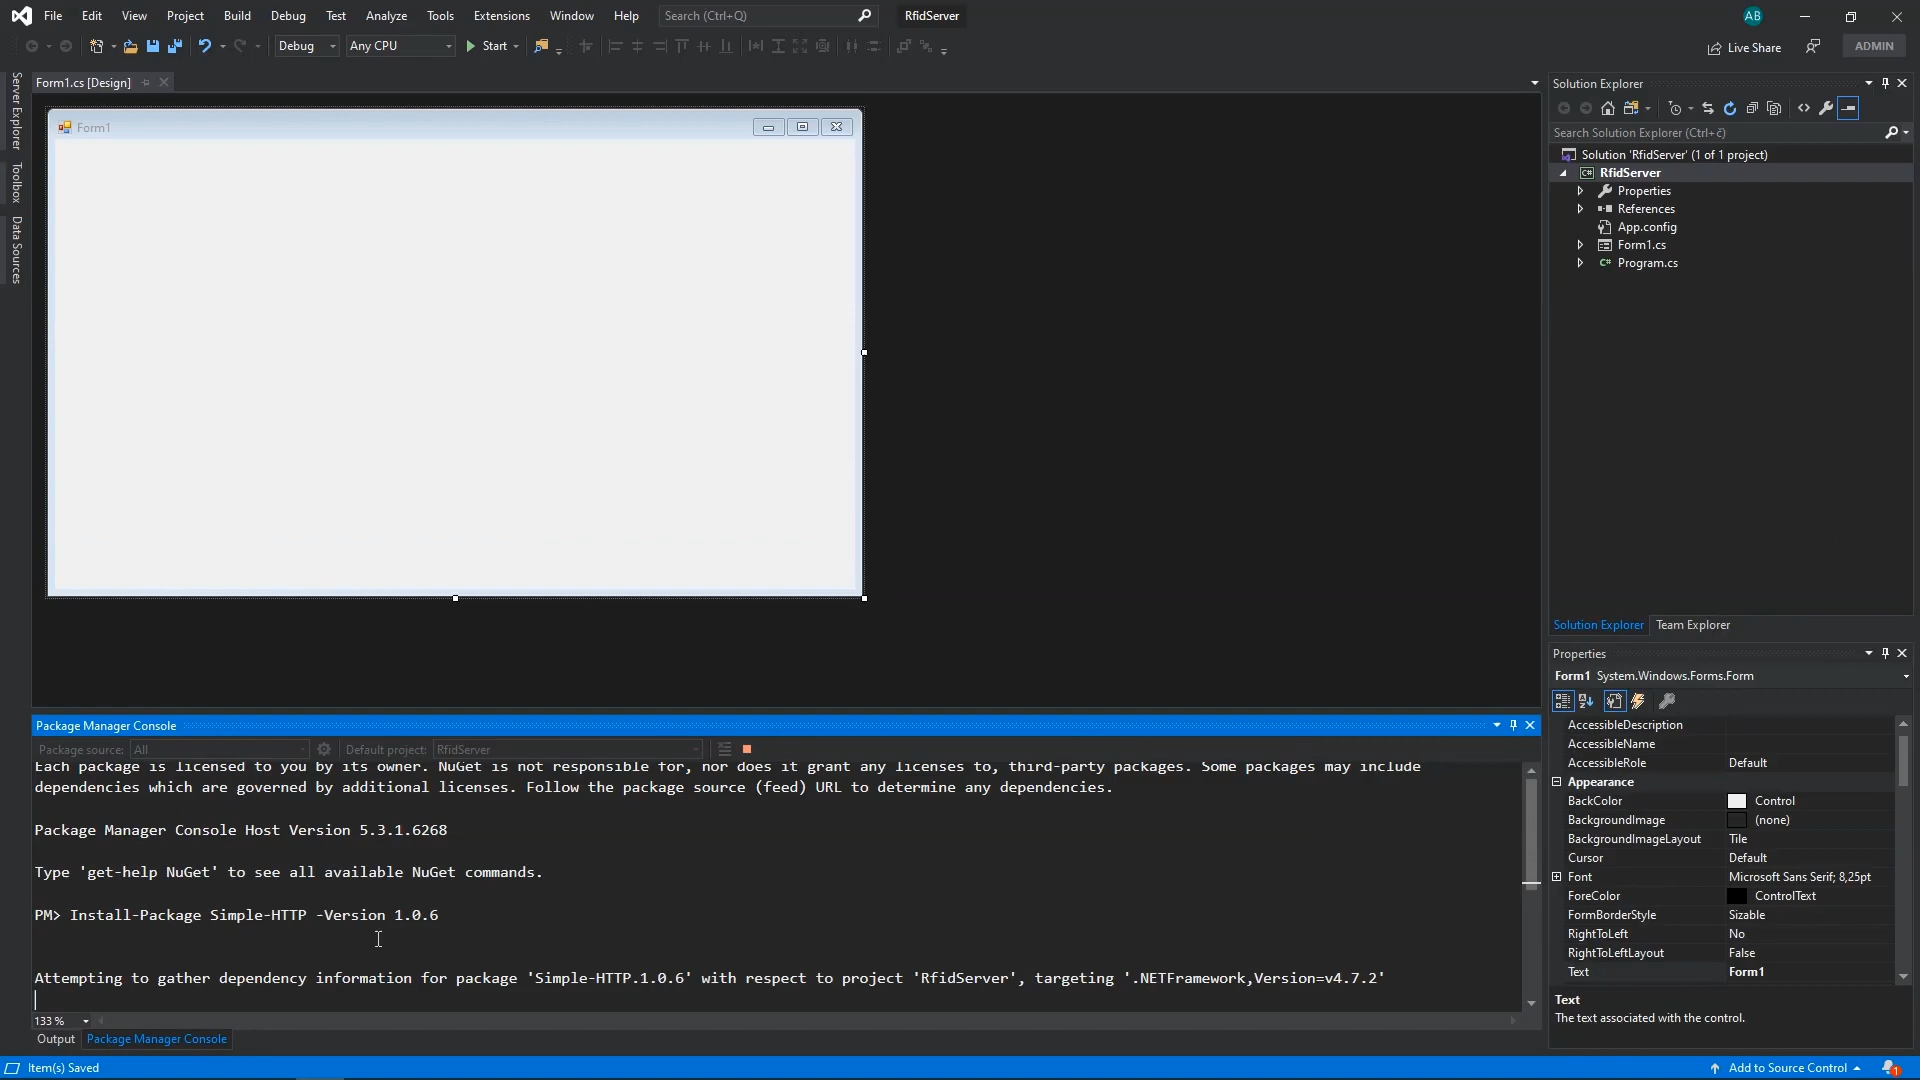 File Edit View Project Build Debug Test Analyze Tools Extensions Window Help Search (Ctrl+Q) RfidServer AB
Debug Any CPU Start Live Share ADMIN
Server Explorer
Toolbox
Data Sources
Form1.cs [Design]
Form1
Solution Explorer
Search Solution Explorer (Ctrl+č)
Solution 'RfidServer' (1 of 1 project)
C# RfidServer
Properties
References
App.config
Form1.cs
C# Program.cs
Solution Explorer Team Explorer
Properties
Form1 System.Windows.Forms.Form
AccessibleDescription
AccessibleName
AccessibleRole Default
Appearance
BackColor Control
BackgroundImage (none)
BackgroundImageLayout Tile
Cursor Default
Font Microsoft Sans Serif; 8,25pt
ForeColor ControlText
FormBorderStyle Sizable
RightToLeft No
RightToLeftLayout False
Text Form1
Text
The text associated with the control.
Package Manager Console
Package source: All Default project: RfidServer
Each package is licensed to you by its owner. NuGet is not responsible for, nor does it grant any licenses to, third-party packages. Some packages may include
dependencies which are governed by additional licenses. Follow the package source (feed) URL to determine any dependencies.
Package Manager Console Host Version 5.3.1.6268
Type 'get-help NuGet' to see all available NuGet commands.
PM> Install-Package Simple-HTTP -Version 1.0.6
Attempting to gather dependency information for package 'Simple-HTTP.1.0.6' with respect to project 'RfidServer', targeting '.NETFramework,Version=v4.7.2'
133 %
Output Package Manager Console
Item(s) Saved Add to Source Control 1